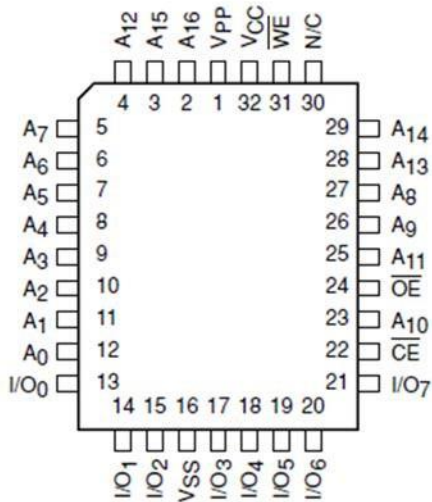 A12 A15 A16 VPP VCC W̅E̅ N/C
4 3 2 1 32 31 30
A7 5 29 A14
A6 6 28 A13
A5 7 27 A8
A4 8 26 A9
A3 9 25 A11
A2 10 24 O̅E̅
A1 11 23 A10
A0 12 22 C̅E̅
I/O0 13 21 I/O7
14 15 16 17 18 19 20
I/O1 I/O2 VSS I/O3 I/O4 I/O5 I/O6